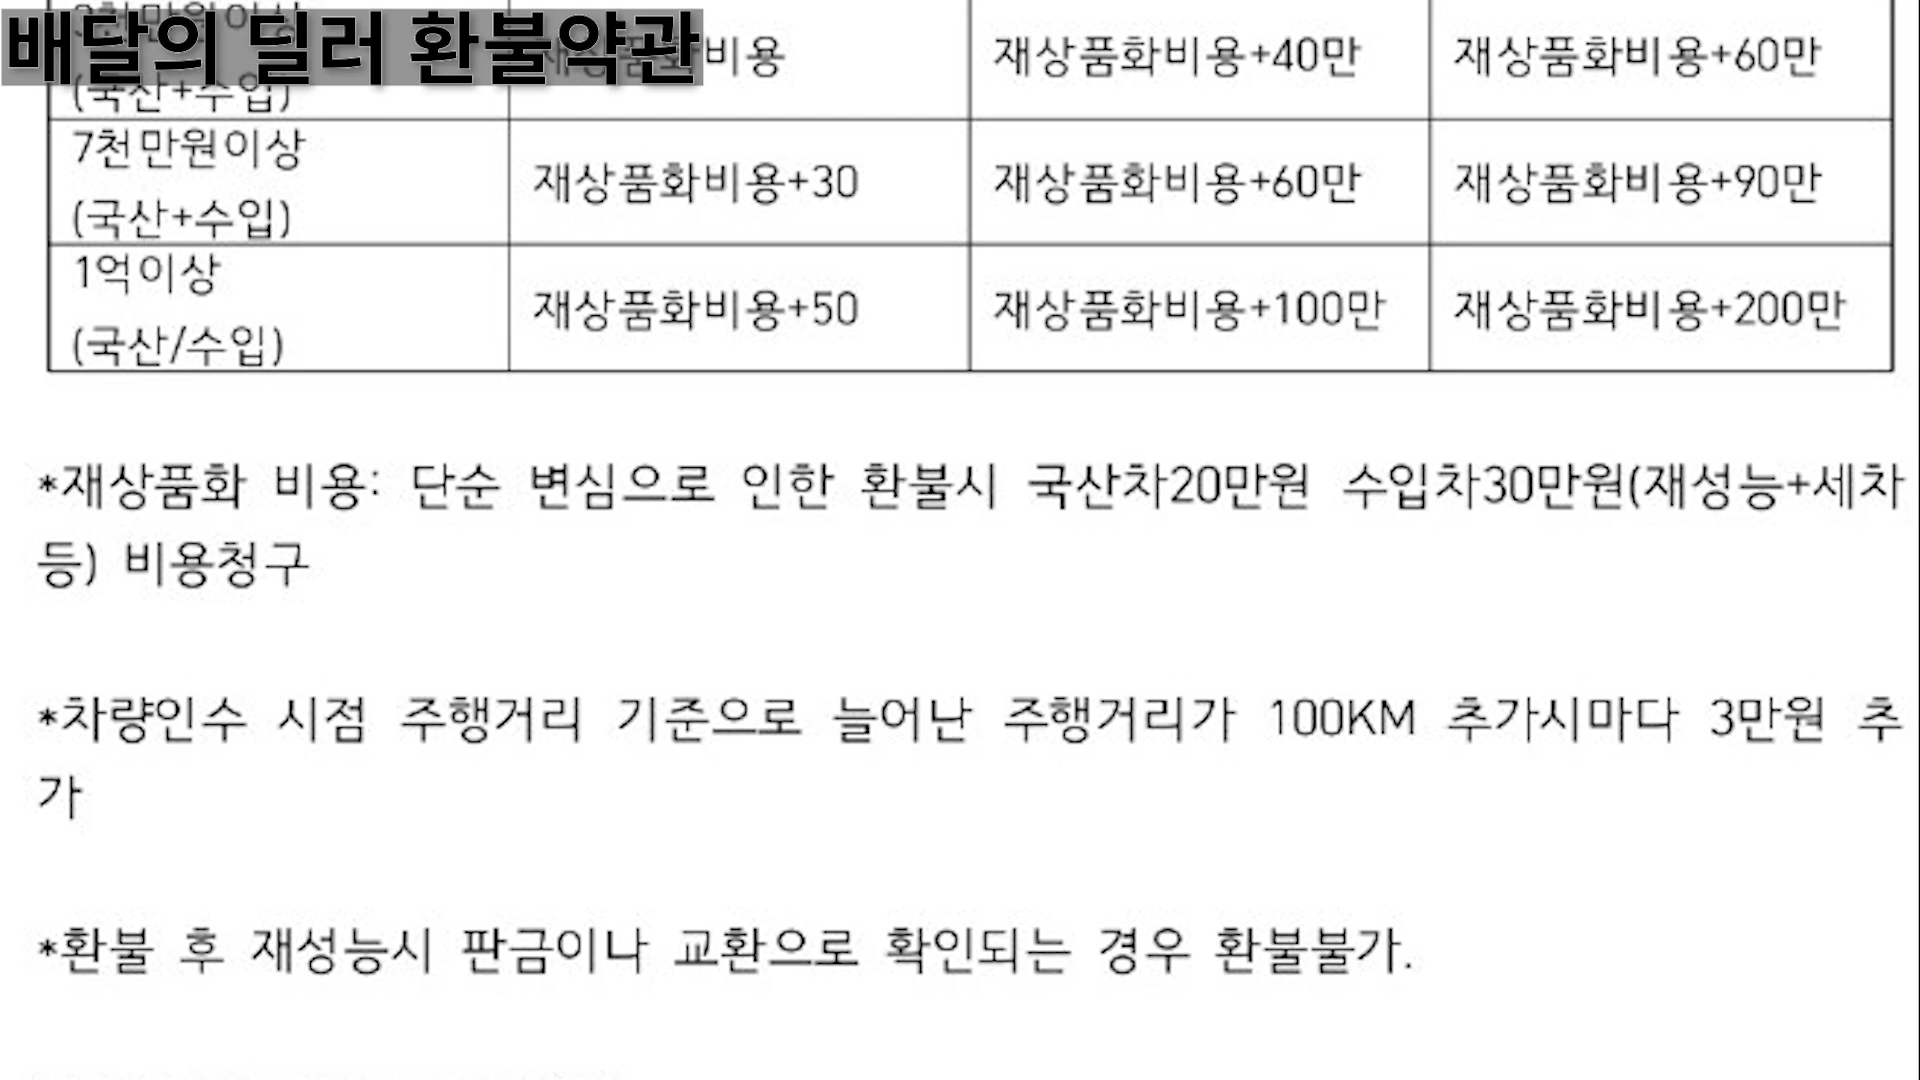 배달의 딜러 환불약관
(국산+수입)
비용
재상품화비용+40만
재상품화비용+60만
7천만원이상
(국산+수입)
재상품화비용+30
재상품화비용+60만
재상품화비용+90만
1억이상
(국산/수입)
재상품화비용+50
재상품화비용+100만
재상품화비용+200만
*재상품화 비용: 단순 변심으로 인한 환불시 국산차20만원 수입차30만원(재성능+세차
등) 비용청구
*차량인수 시점 주행거리 기준으로 늘어난 주행거리가 100KM 추가시마다 3만원 추
가
*환불 후 재성능시 판금이나 교환으로 확인되는 경우 환불불가.